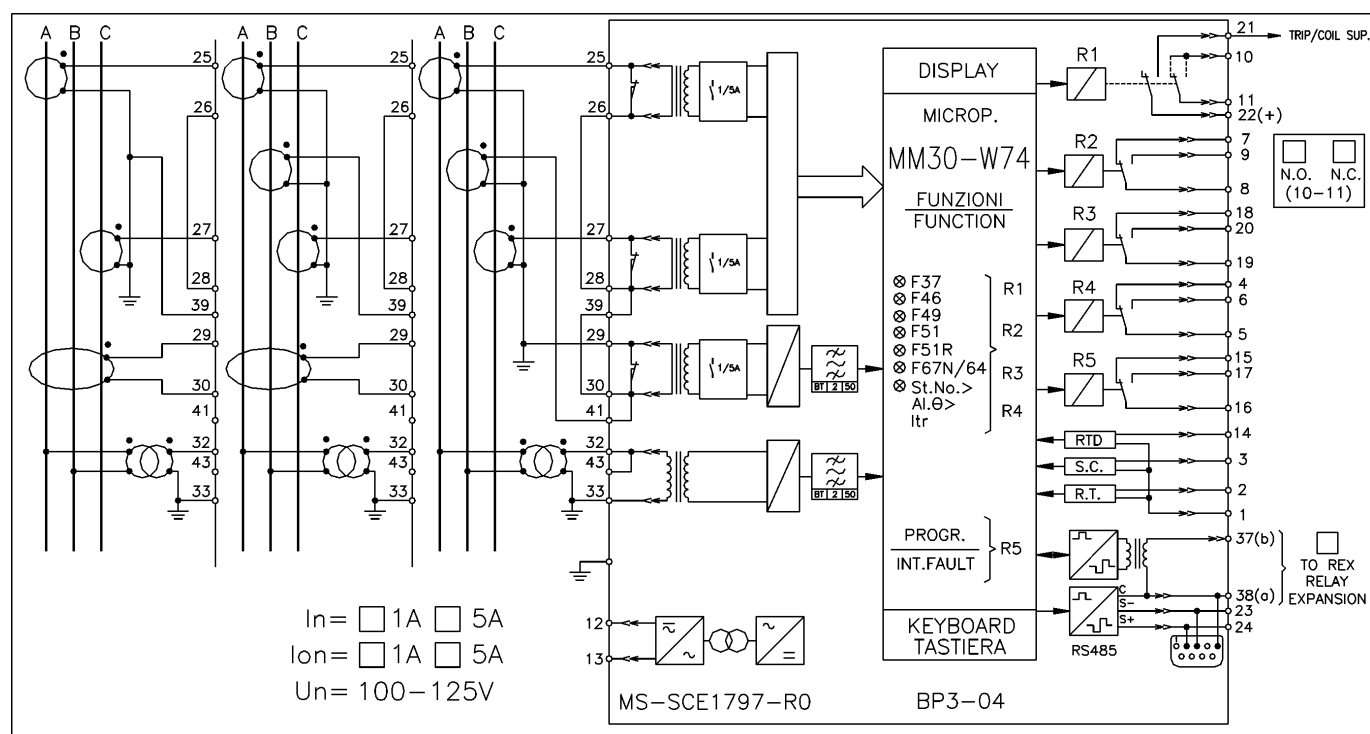 A B C
25
26
27
28
39
29
30
41
32
43
33
A B C
25
26
27
28
39
29
30
41
32
43
33
A B C
25
26
27
28
39
29
30
41
32
43
33
12
13
1/5A
1/5A
1/5A
BT 2 50
BT 2 50
DISPLAY
MICROP.
MM30-W74
FUNZIONI
FUNCTION
F37
F46
F49
F51
F51R
F67N/64
St.No.>
Al.θ>
Itr
R1
R2
R3
R4
PROGR.
INT.FAULT
R5
KEYBOARD
TASTIERA
R1
R2
R3
R4
R5
RTD
S.C.
R.T.
C
S-
S+
RS485
21 TRIP/COIL SUP.
10
11
22(+)
7
9
8
18
20
19
4
6
5
15
17
16
14
3
2
1
37(b)
38(a)
23
24
1
N.O. N.C.
(10-11)
TO REX
RELAY
EXPANSION
In= 1A 5A
Ion= 1A 5A
Un= 100-125V
MS-SCE1797-R0
BP3-04